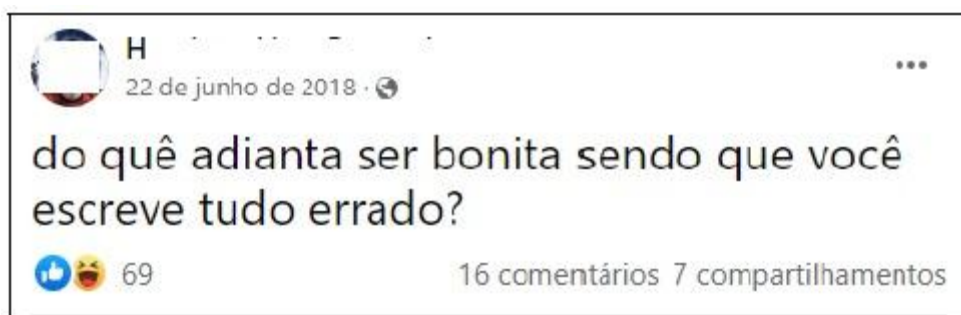 H
22 de junho de 2018 ·
do quê adianta ser bonita sendo que você
escreve tudo errado?
69 16 comentários 7 compartilhamentos